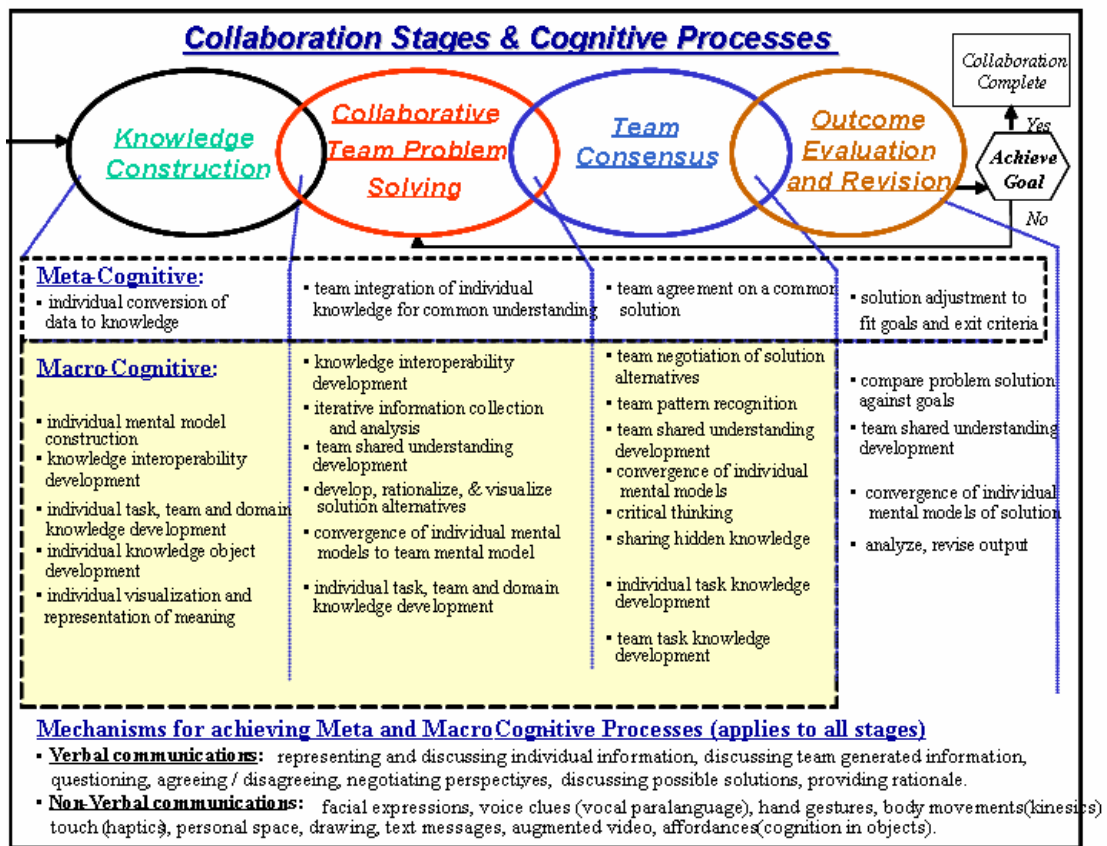 Collaboration Stages & Cognitive Processes
Knowledge
Construction
Collaborative
Team Problem
Solving
Team
Consensus
Outcome
Evaluation
and Revision
Collaboration
Complete
Yes
Achieve
Goal
No
Meta-Cognitive:
▪ individual conversion of
data to knowledge
▪ team integration of individual
knowledge for common understanding
▪ team agreement on a common
solution
▪ solution adjustment to
fit goals and exit criteria
Macro-Cognitive:
▪ individual mental model
construction
▪ knowledge interoperability
development
▪ individual task, team and domain
knowledge development
▪ individual knowledge object
development
▪ individual visualization and
representation of meaning
▪ knowledge interoperability
development
▪ iterative information collection
and analysis
▪ team shared understanding
development
▪ develop, rationalize, & visualize
solution alternatives
▪ convergence of individual mental
models to team mental model
▪ individual task, team and domain
knowledge development
▪ team negotiation of solution
alternatives
▪ team pattern recognition
▪ team shared understanding
development
▪ convergence of individual
mental models
▪ critical thinking
▪ sharing hidden knowledge
▪ individual task knowledge
development
▪ team task knowledge
development
▪ compare problem solution
against goals
▪ team shared understanding
development
▪ convergence of individual
mental models of solution
▪ analyze, revise output
Mechanisms for achieving Meta and Macro Cognitive Processes (applies to all stages)
▪ Verbal communications: representing and discussing individual information, discussing team generated information,
questioning, agreeing / disagreeing, negotiating perspectives, discussing possible solutions, providing rationale.
▪ Non-Verbal communications: facial expressions, voice clues (vocal paralanguage), hand gestures, body movements(kinesics)
touch (haptics), personal space, drawing, text messages, augmented video, affordances(cognition in objects).